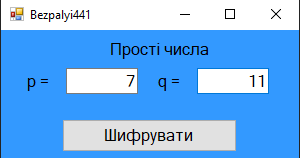 Bezpalyi441
Прості числа
p = 7 q = 11
Шифрувати